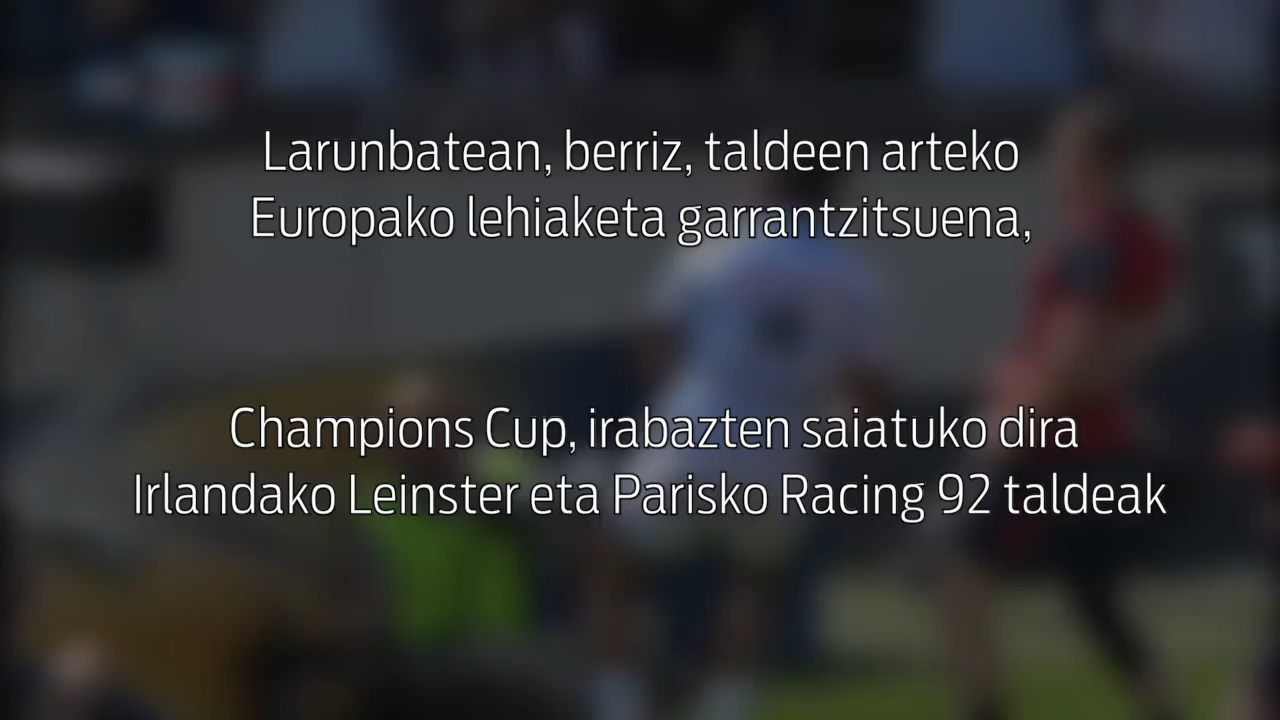 Larunbatean, berriz, taldeen arteko
Europako lehiaketa garrantzitsuena,
Champions Cup, irabazten saiatuko dira
Irlandako Leinster eta Parisko Racing 92 taldeak